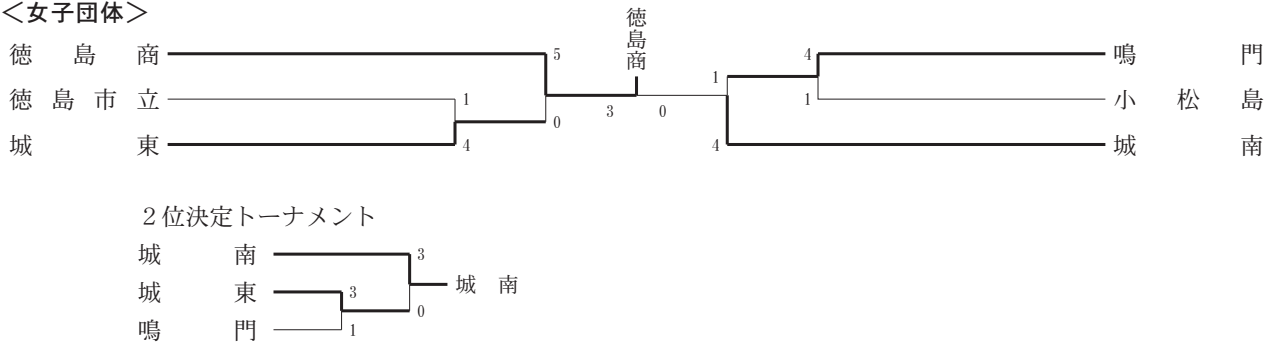 <女子団体>
徳島商
徳島商 5 4 鳴門
徳島市立 1 3 0 1 1 小松島
城東 4 0 4 城南
2位決定トーナメント
城南 3
城東 3 0 城南
鳴門 1